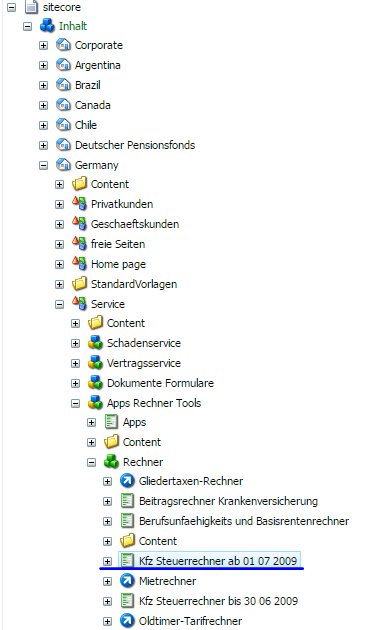 sitecore
Inhalt
Corporate
Argentina
Brazil
Canada
Chile
Deutscher Pensionsfonds
Germany
Content
Privatkunden
Geschaeftskunden
freie Seiten
Home page
StandardVorlagen
Service
Content
Schadenservice
Vertragsservice
Dokumente Formulare
Apps Rechner Tools
Apps
Content
Rechner
Gliedertaxen-Rechner
Beitragsrechner Krankenversicherung
Berufsunfaehigkeits und Basisrentenrechner
Content
Kfz Steuerrechner ab 01 07 2009
Mietrechner
Kfz Steuerrechner bis 30 06 2009
Oldtimer-Tarifrechner